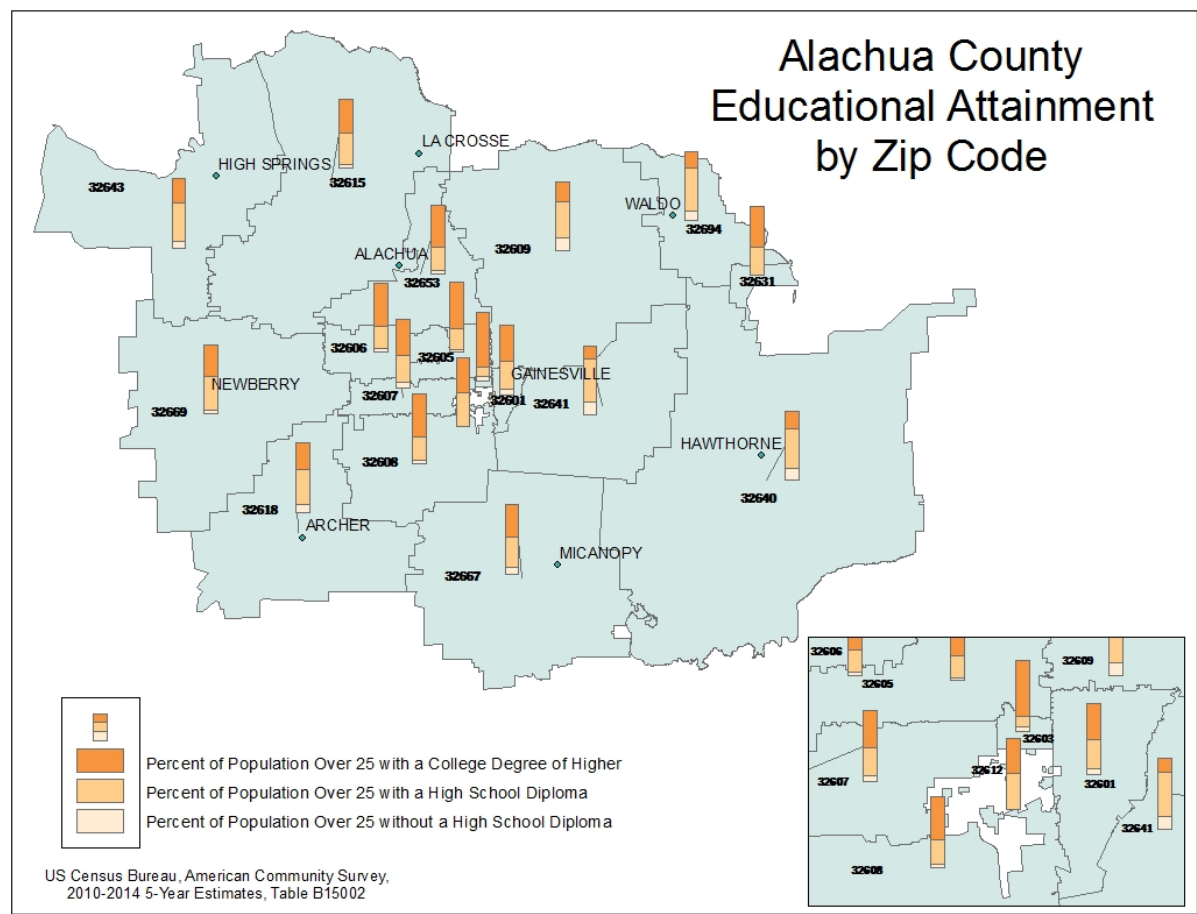 Alachua County
Educational Attainment
by Zip Code
LA CROSSE
HIGH SPRINGS
32643
32615
WALDO
32694
32609
ALACHUA
32653
32631
32606
32605
NEWBERRY
GAINESVILLE
32607
32601
32641
32669
HAWTHORNE
32608
32640
32618
ARCHER
MICANOPY
32667
32606
32609
32605
32603
32612
32607
32601
32641
32608
Percent of Population Over 25 with a College Degree of Higher
Percent of Population Over 25 with a High School Diploma
Percent of Population Over 25 without a High School Diploma
US Census Bureau, American Community Survey,
2010-2014 5-Year Estimates, Table B15002